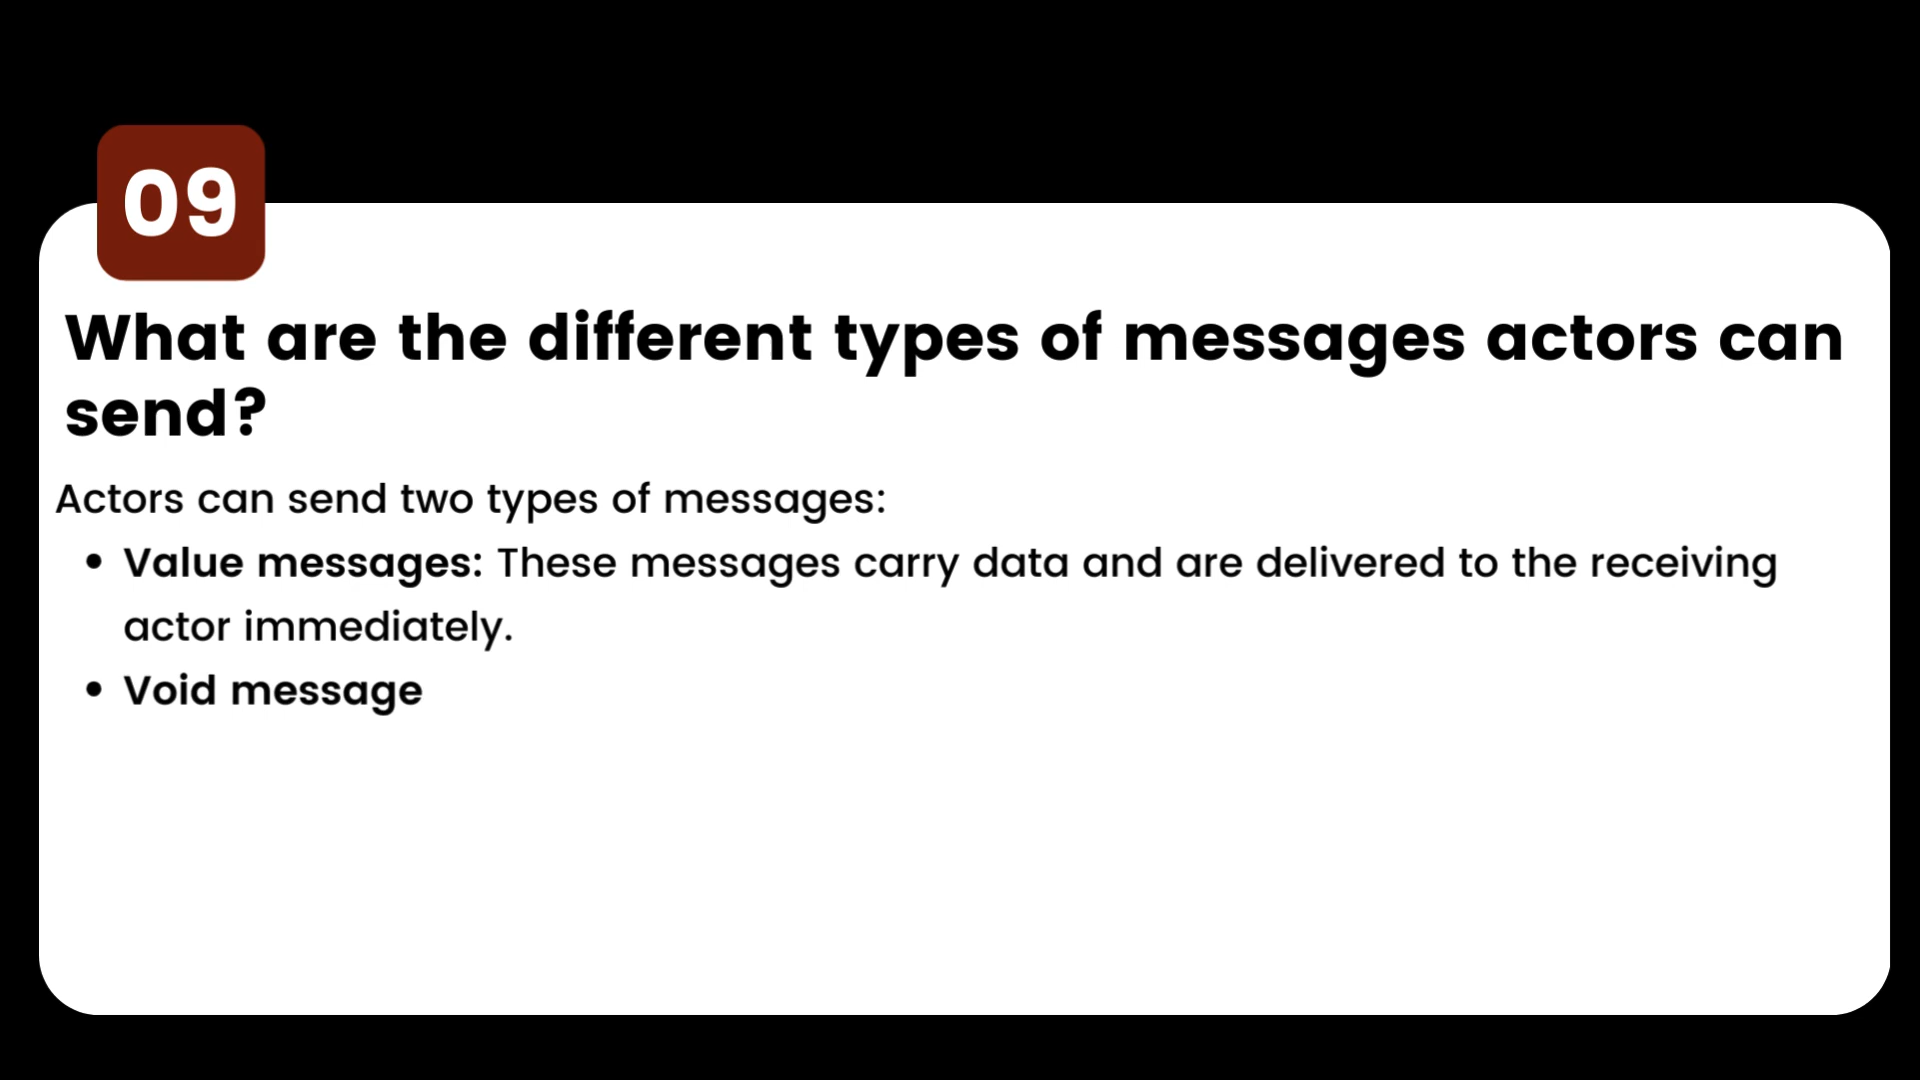 09
What are the different types of messages actors can
send?
Actors can send two types of messages:
• Value messages: These messages carry data and are delivered to the receiving
actor immediately.
• Void message